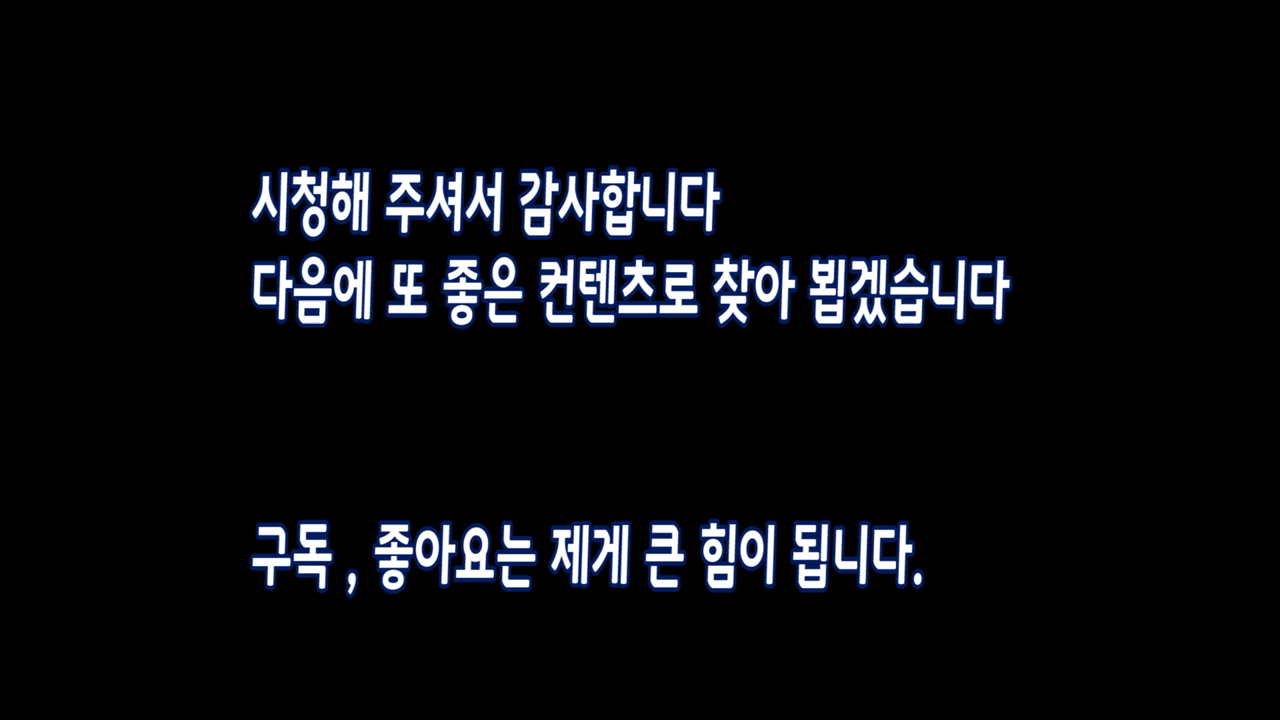 시청해 주셔서 감사합니다
다음에 또 좋은 컨텐츠로 찾아 뵙겠습니다
구독 , 좋아요는 제게 큰 힘이 됩니다.